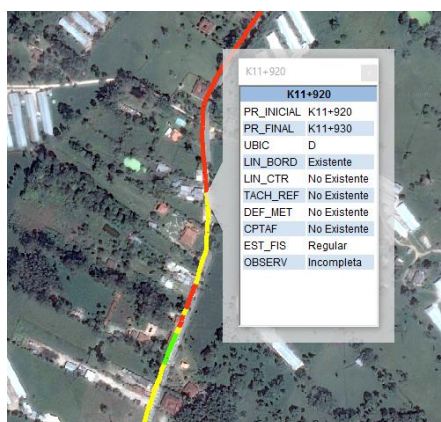 K11+920
K11+920
PR_INICIAL K11+920
PR_FINAL K11+930
UBIC D
LIN_BORD Existente
LIN_CTR No Existente
TACH_REF No Existente
DEF_MET No Existente
CPTAF No Existente
EST_FIS Regular
OBSERV Incompleta